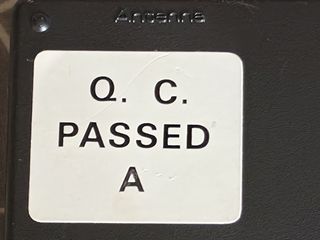 Antenna
Q. C.
PASSED
A